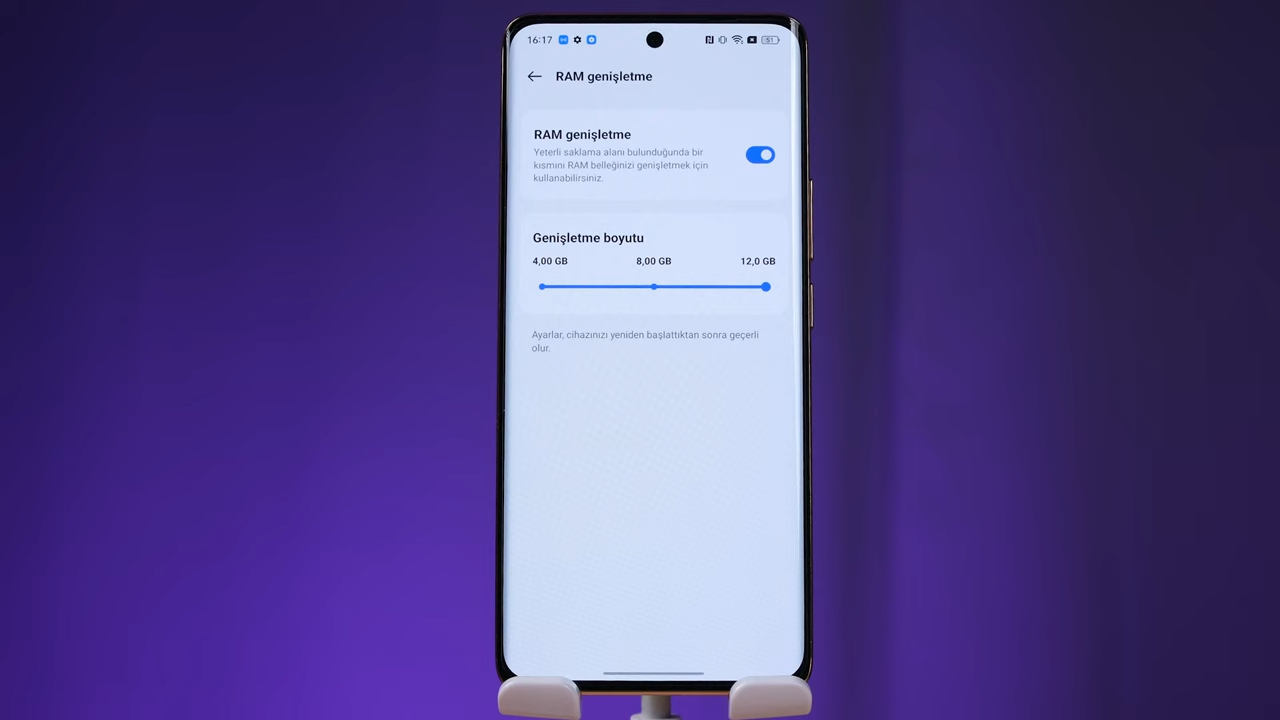 16:17
51
RAM genişletme
RAM genişletme
Yeterli saklama alanı bulunduğunda bir
kısmını RAM belleğinizi genişletmek için
kullanabilirsiniz.
Genişletme boyutu
4,00 GB 8,00 GB 12,0 GB
Ayarlar, cihazınızı yeniden başlattıktan sonra geçerli
olur.